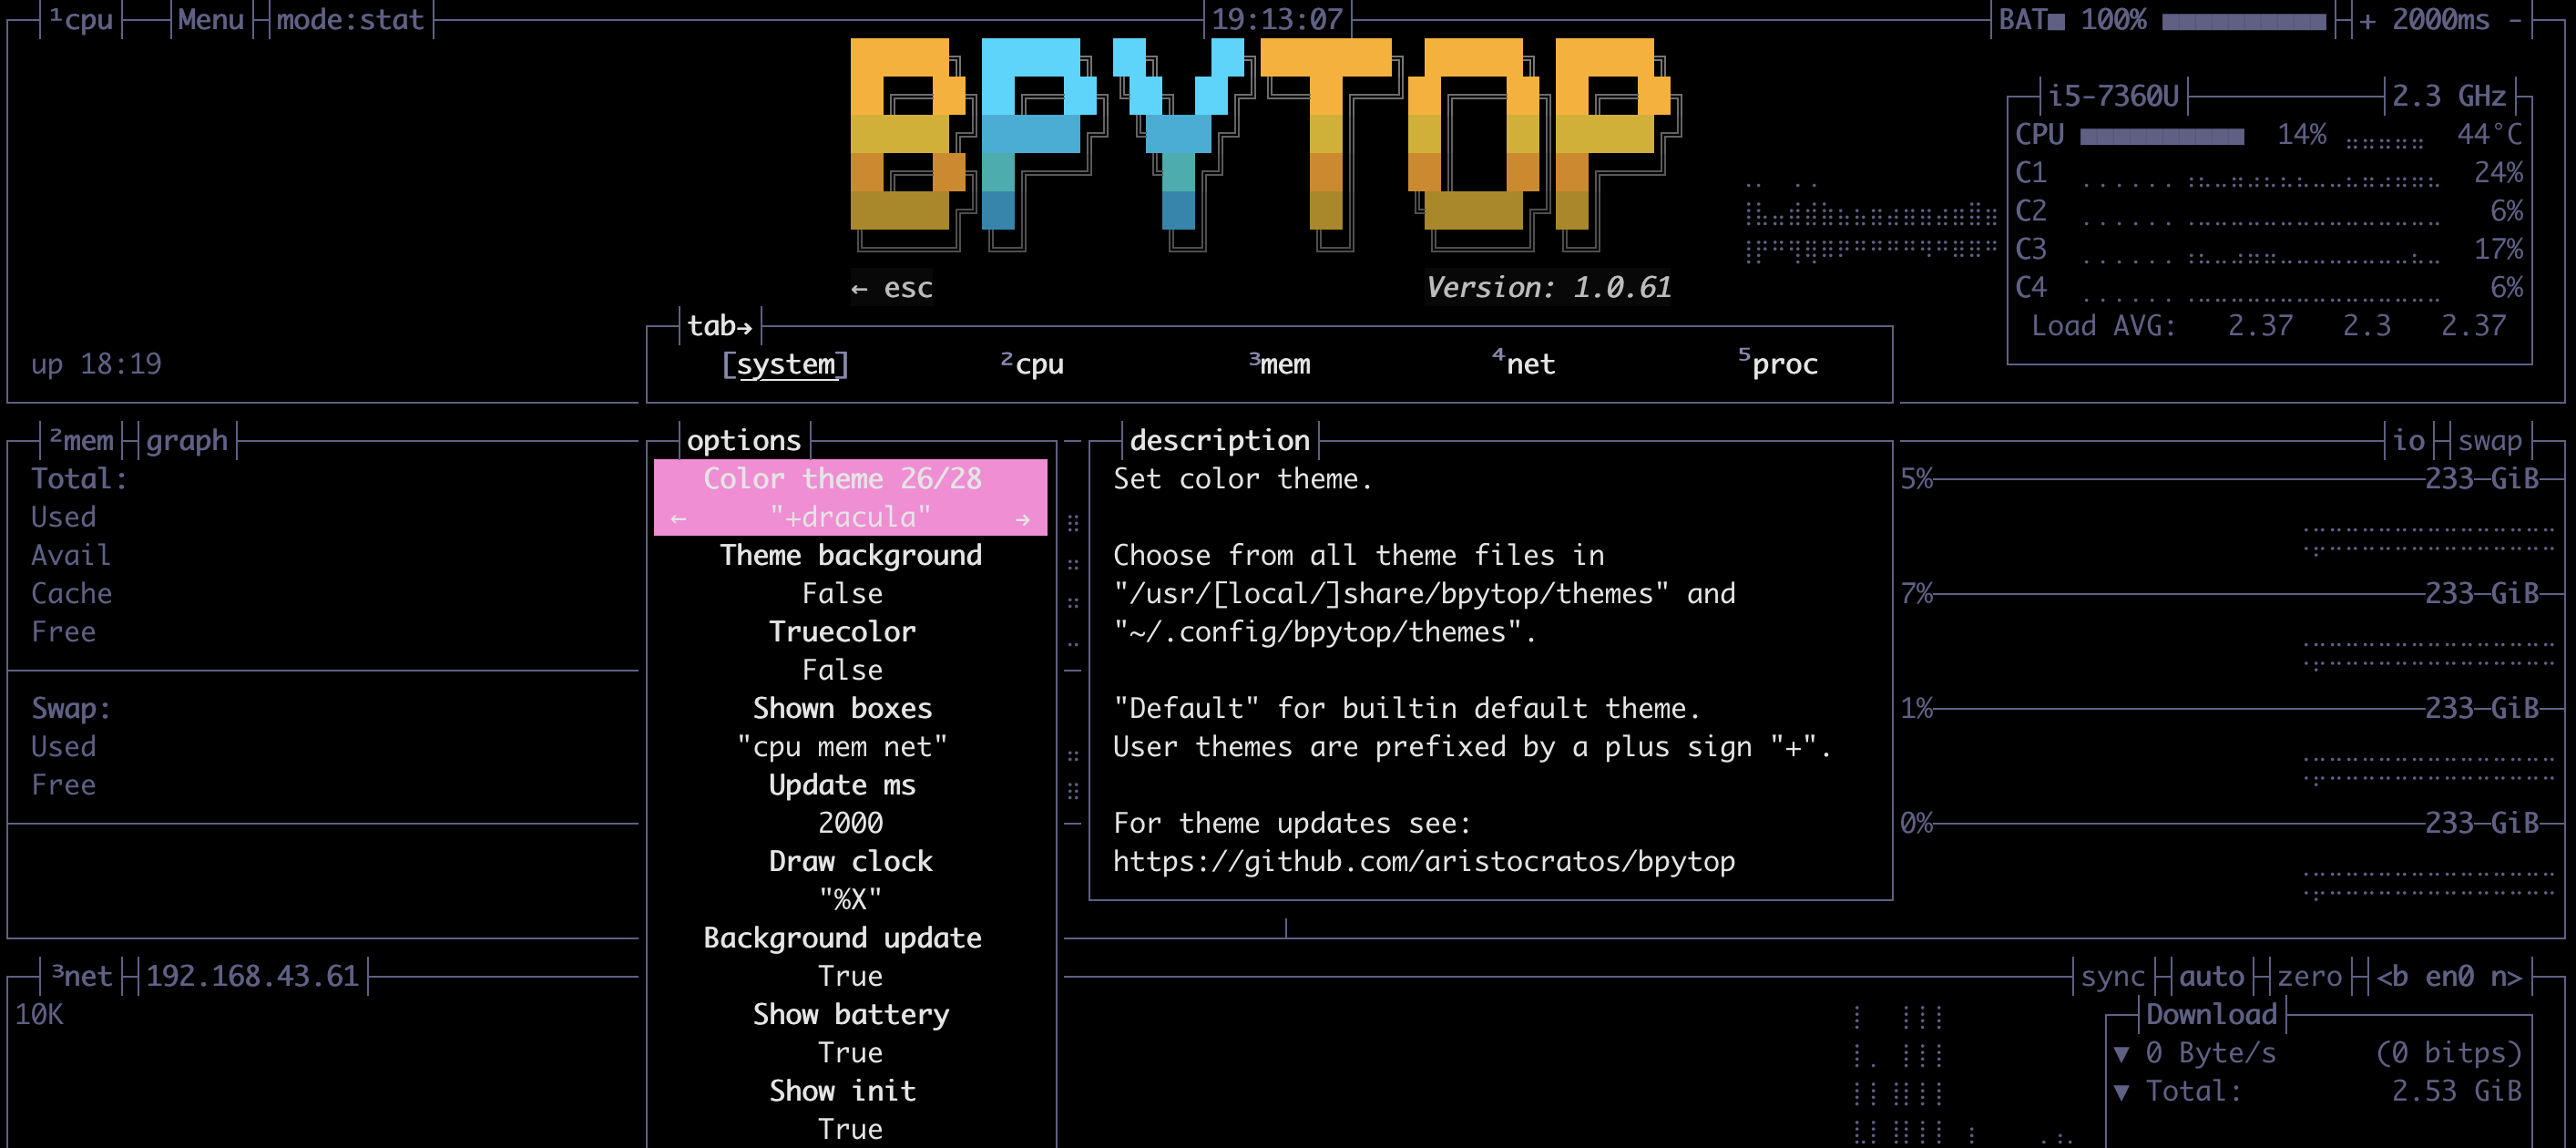 ¹cpu Menu mode:stat 19:13:07 BAT■ 100% + 2000ms -
BPYTOP
i5-7360U 2.3 GHz
CPU 14% 44°C
C1 24%
C2 6%
C3 17%
C4 6%
Load AVG: 2.37 2.3 2.37
← esc Version: 1.0.61
up 18:19
tab→
[system] ²cpu ³mem ⁴net ⁵proc
²mem graph
Total:
Used
Avail
Cache
Free
Swap:
Used
Free
options
Color theme 26/28
← "+dracula" →
Theme background
False
Truecolor
False
Shown boxes
"cpu mem net"
Update ms
2000
Draw clock
"%X"
Background update
True
Show battery
True
Show init
True
description
Set color theme.
Choose from all theme files in
"/usr/[local/]share/bpytop/themes" and
"~/.config/bpytop/themes".
"Default" for builtin default theme.
User themes are prefixed by a plus sign "+".
For theme updates see:
https://github.com/aristocratos/bpytop
io swap
5% 233 GiB
7% 233 GiB
1% 233 GiB
0% 233 GiB
³net 192.168.43.61 sync auto zero <b en0 n>
10K
Download
▼ 0 Byte/s (0 bitps)
▼ Total: 2.53 GiB